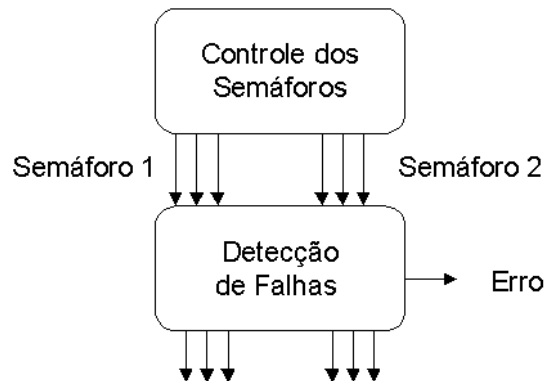 Controle dos
Semáforos
Semáforo 1
Semáforo 2
Detecção
de Falhas
Erro